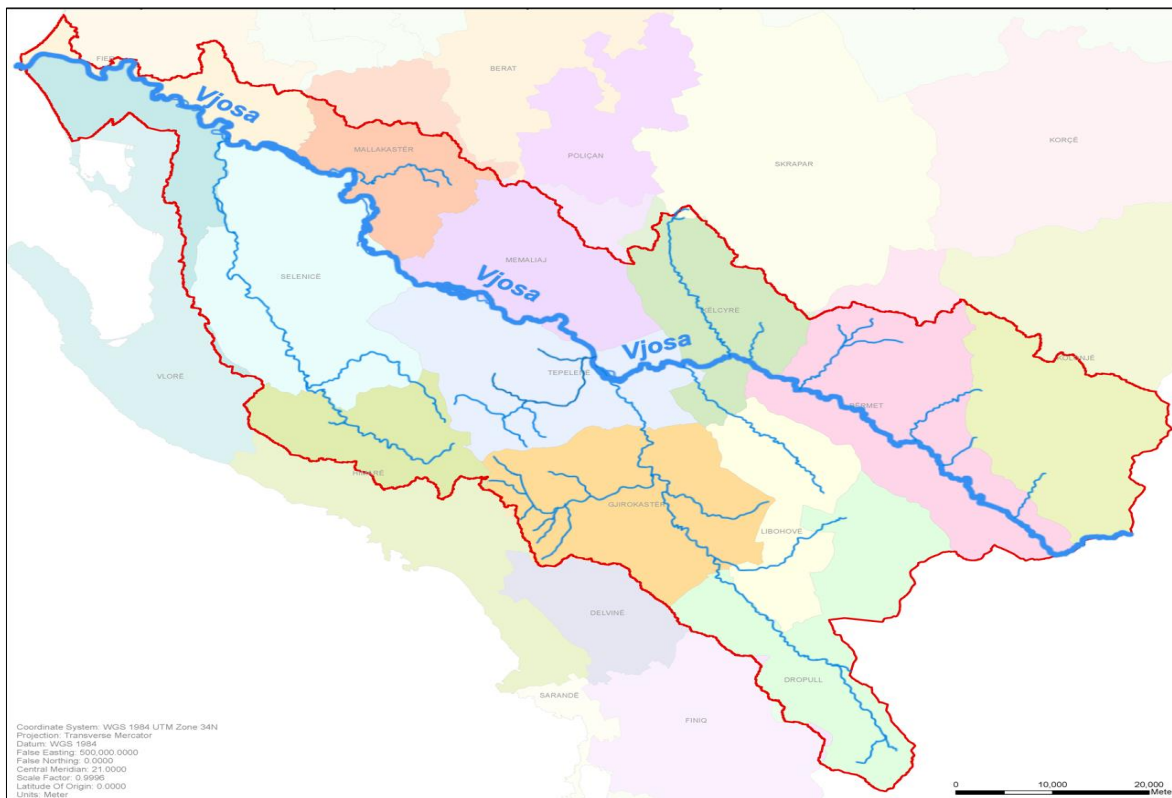 BERAT
Vjosa
KORÇË
MALLAKASTËR
POLIÇAN
SKRAPAR
MEMALIAJ
SELENICË
Vjosa
KËLCYRË
Vjosa
TEPELENË
VLORË
PËRMET
HIMARË
GJIROKASTËR
LIBOHOVË
DELVINË
DROPULL
SARANDË
FINIQ
Coordinate System: WGS 1984 UTM Zone 34N
Projection: Transverse Mercator
Datum: WGS 1984
False Easting: 500,000.0000
False Northing: 0.0000
Central Meridian: 21.0000
Scale Factor: 0.9996
Latitude Of Origin: 0.0000
Units: Meter
0 10,000 20,000